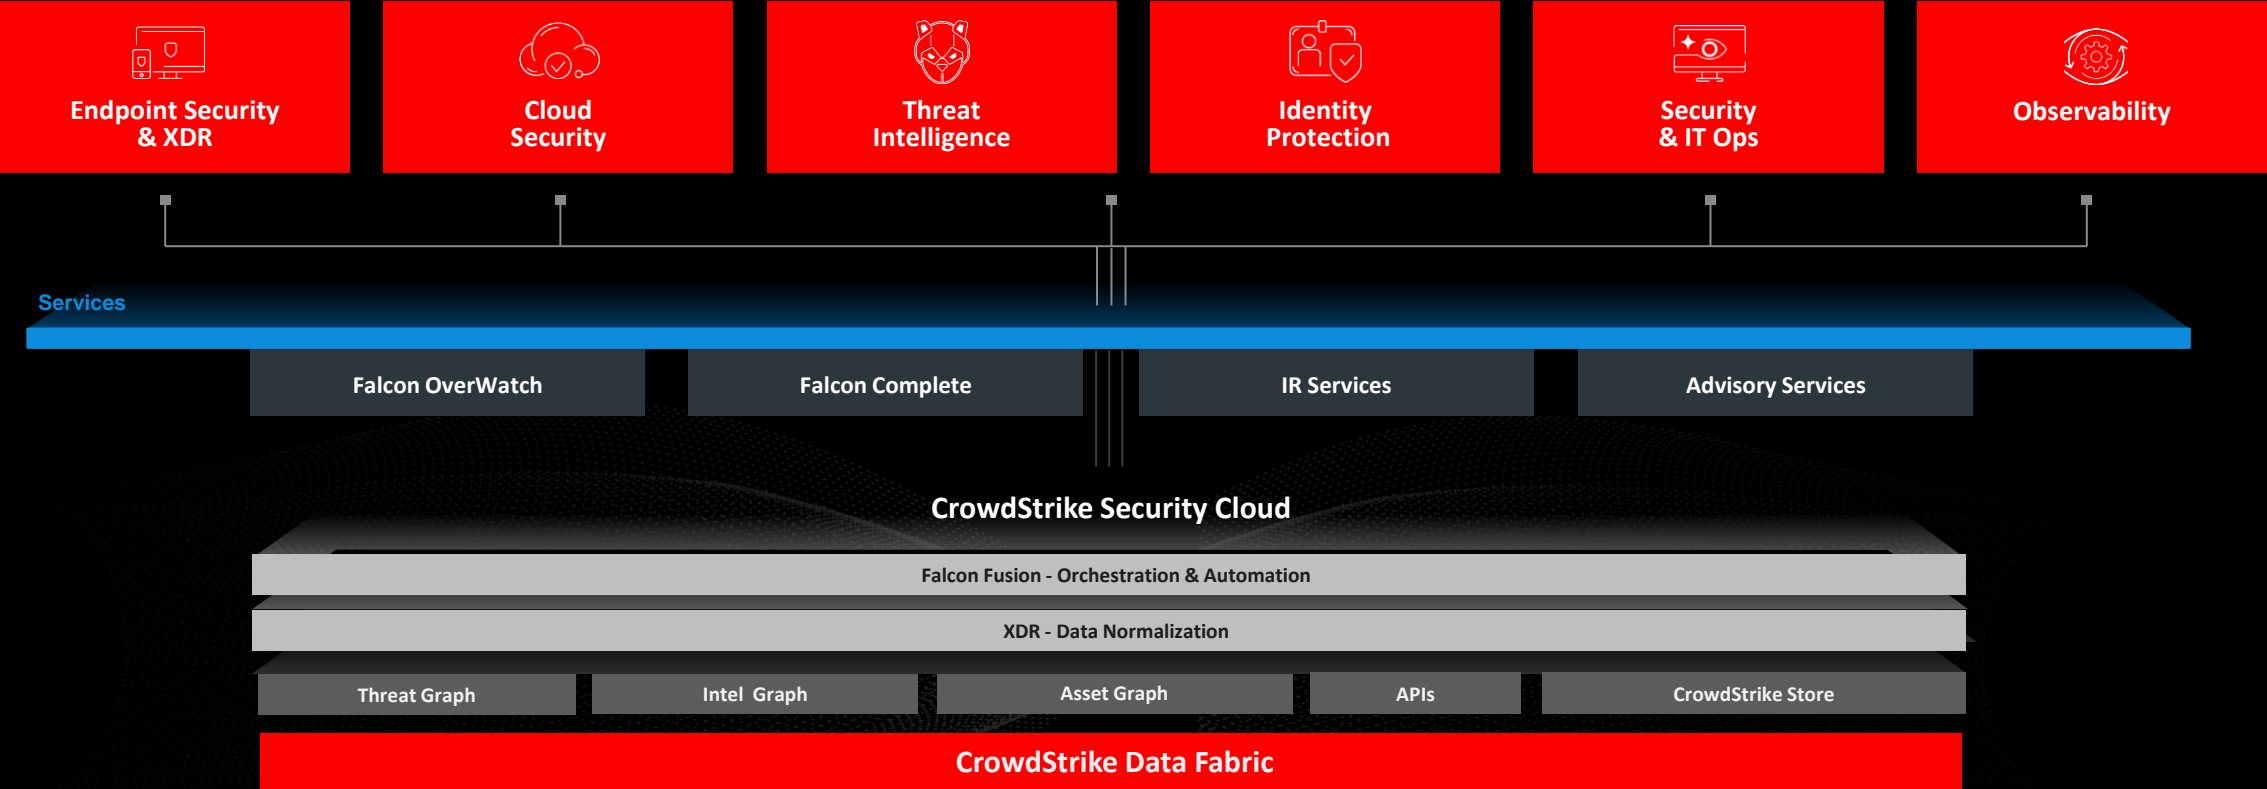 Endpoint Security
& XDR
Cloud
Security
Threat
Intelligence
Identity
Protection
Security
& IT Ops
Observability
Services
Falcon OverWatch
Falcon Complete
IR Services
Advisory Services
CrowdStrike Security Cloud
Falcon Fusion - Orchestration & Automation
XDR - Data Normalization
Threat Graph
Intel Graph
Asset Graph
APIs
CrowdStrike Store
CrowdStrike Data Fabric